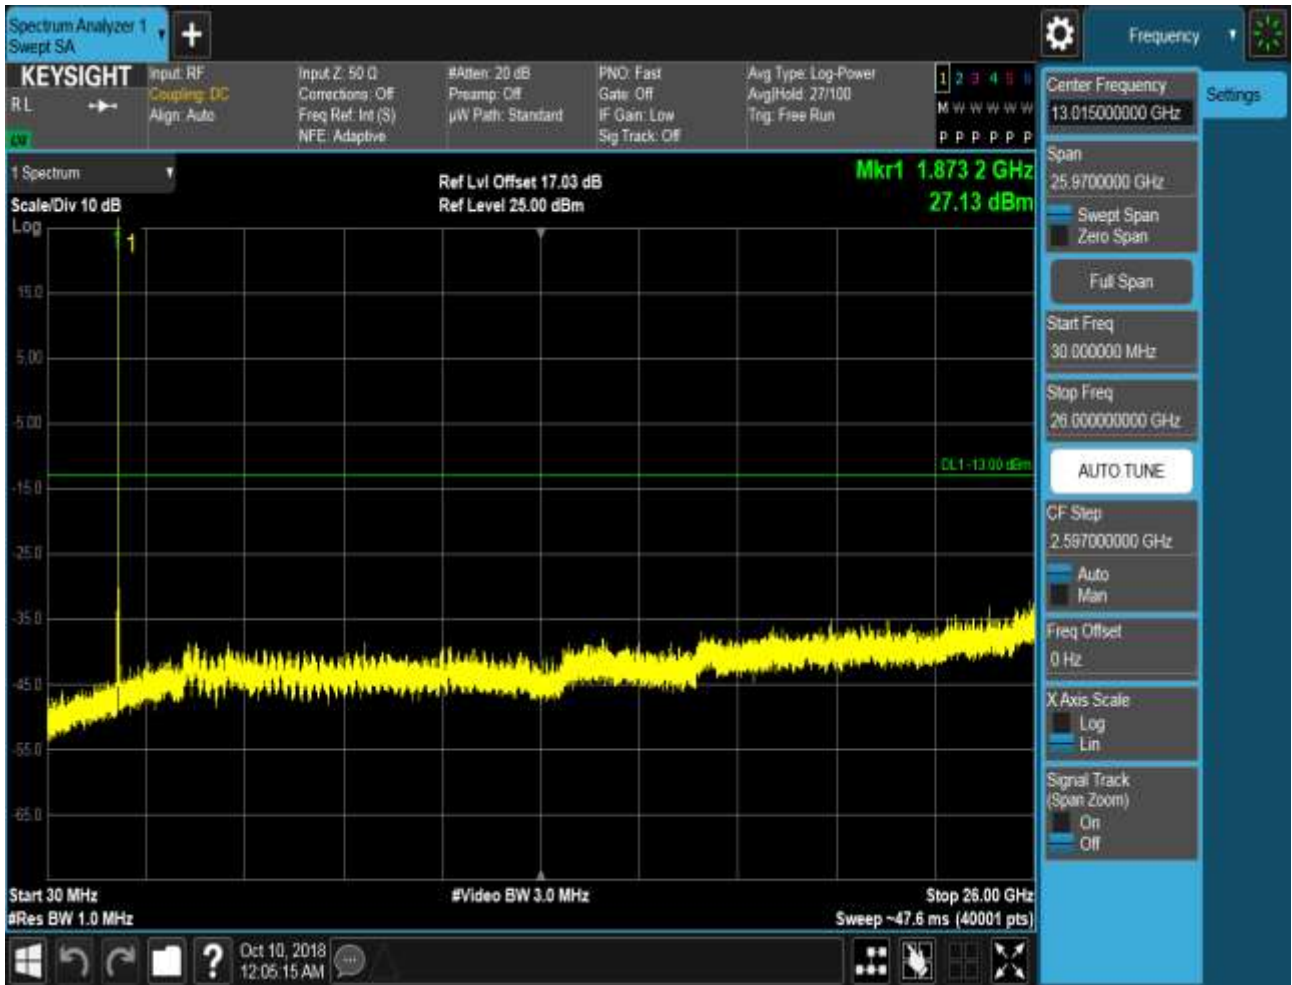 Spectrum Analyzer 1
Swept SA
+
Frequency
KEYSIGHT
RL
Input: RF
Coupling: DC
Align: Auto
Input Z: 50 Ω
Corrections: Off
Freq Ref: Int (S)
NFE: Adaptive
#Atten: 20 dB
Preamp: Off
µW Path: Standard
PNO: Fast
Gate: Off
IF Gain: Low
Sig Track: Off
Avg Type: Log-Power
Avg|Hold: 27/100
Trig: Free Run
1 2 3 4 5 6
M W W W W W
P P P P P P
1 Spectrum
Scale/Div 10 dB
Log
Ref Lvl Offset 17.03 dB
Ref Level 25.00 dBm
Mkr1 1.873 2 GHz
27.13 dBm
1
15.0
5.00
-5.00
DL1 -13.00 dBm
-15.0
-25.0
-35.0
-45.0
-55.0
-65.0
Start 30 MHz
#Res BW 1.0 MHz
#Video BW 3.0 MHz
Stop 26.00 GHz
Sweep ~47.6 ms (40001 pts)
Center Frequency
13.015000000 GHz
Settings
Span
25.9700000 GHz
Swept Span
Zero Span
Full Span
Start Freq
30.000000 MHz
Stop Freq
26.000000000 GHz
AUTO TUNE
CF Step
2.597000000 GHz
Auto
Man
Freq Offset
0 Hz
X Axis Scale
Log
Lin
Signal Track
(Span Zoom)
On
Off
?
Oct 10, 2018
12:05:15 AM